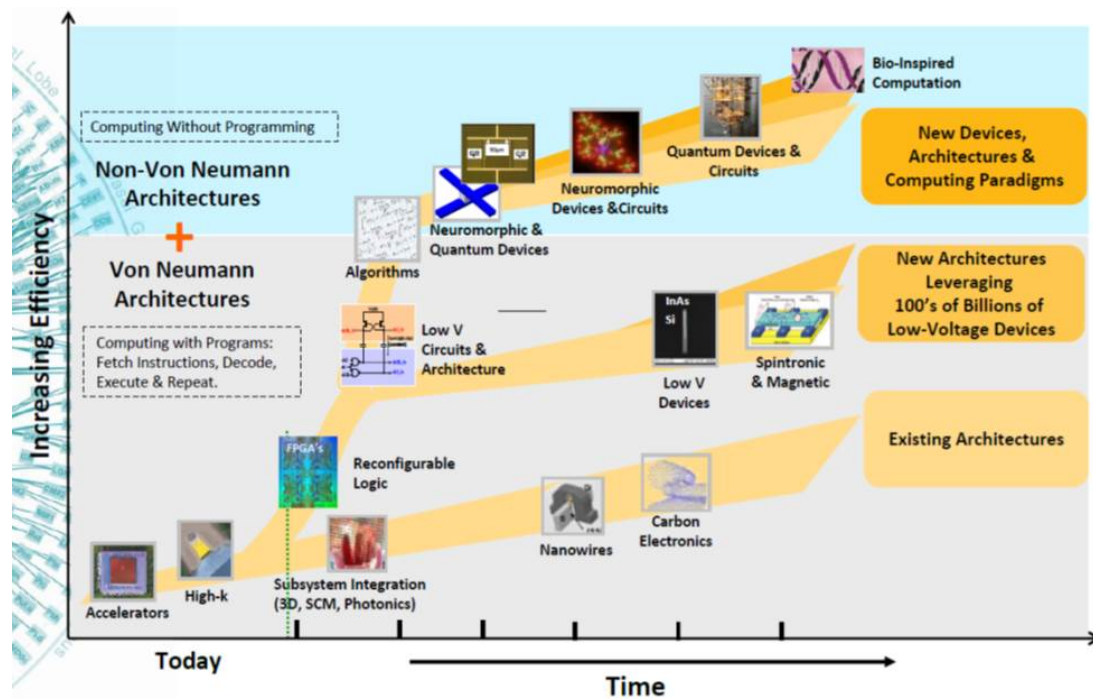 Bio-Inspired
Computation
Computing Without Programming
Non-Von Neumann
Architectures
+
Von Neumann
Architectures
Computing with Programms:
Fetch Instructions, Decode,
Execute & Repeat.
New Devices,
Architectures &
Computing Paradigms
Quantum Devices &
Circuits
Neuromorphic
Devices &Circuits
Neuromorphic &
Quantum Devices
Algorithms
New Architectures
Leveraging
100's of Billions of
Low-Voltage Devices
InAs
Si
Low V
Circuits &
Architecture
Low V
Devices
Spintronic
& Magnetic
Existing Architectures
FPGA's
Reconfigurable
Logic
Carbon
Electronics
Nanowires
Accelerators
High-k
Subsystem Integration
(3D, SCM, Photonics)
Increasing Efficiency
Today
Time